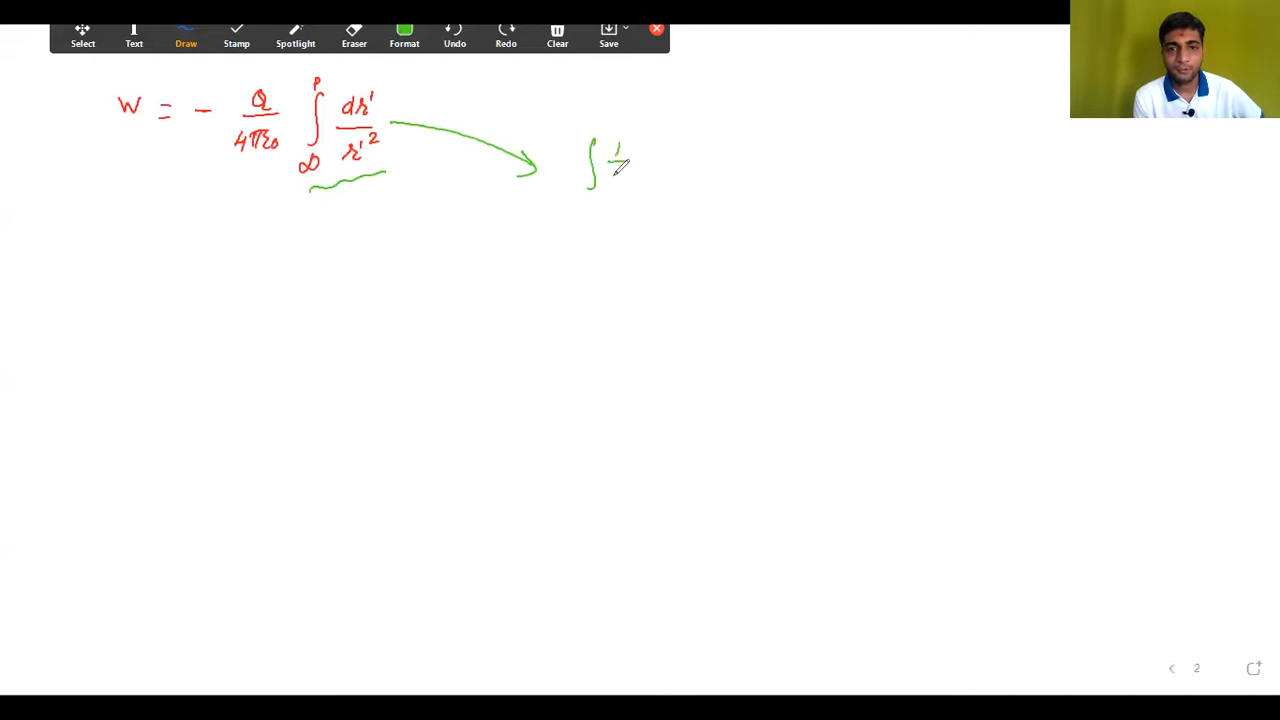 Select Text Draw Stamp Spotlight Eraser Format Undo Redo Clear Save
W = - Q/4πε0 ∫∞^P dr'/r'^2
∫ 1/
2